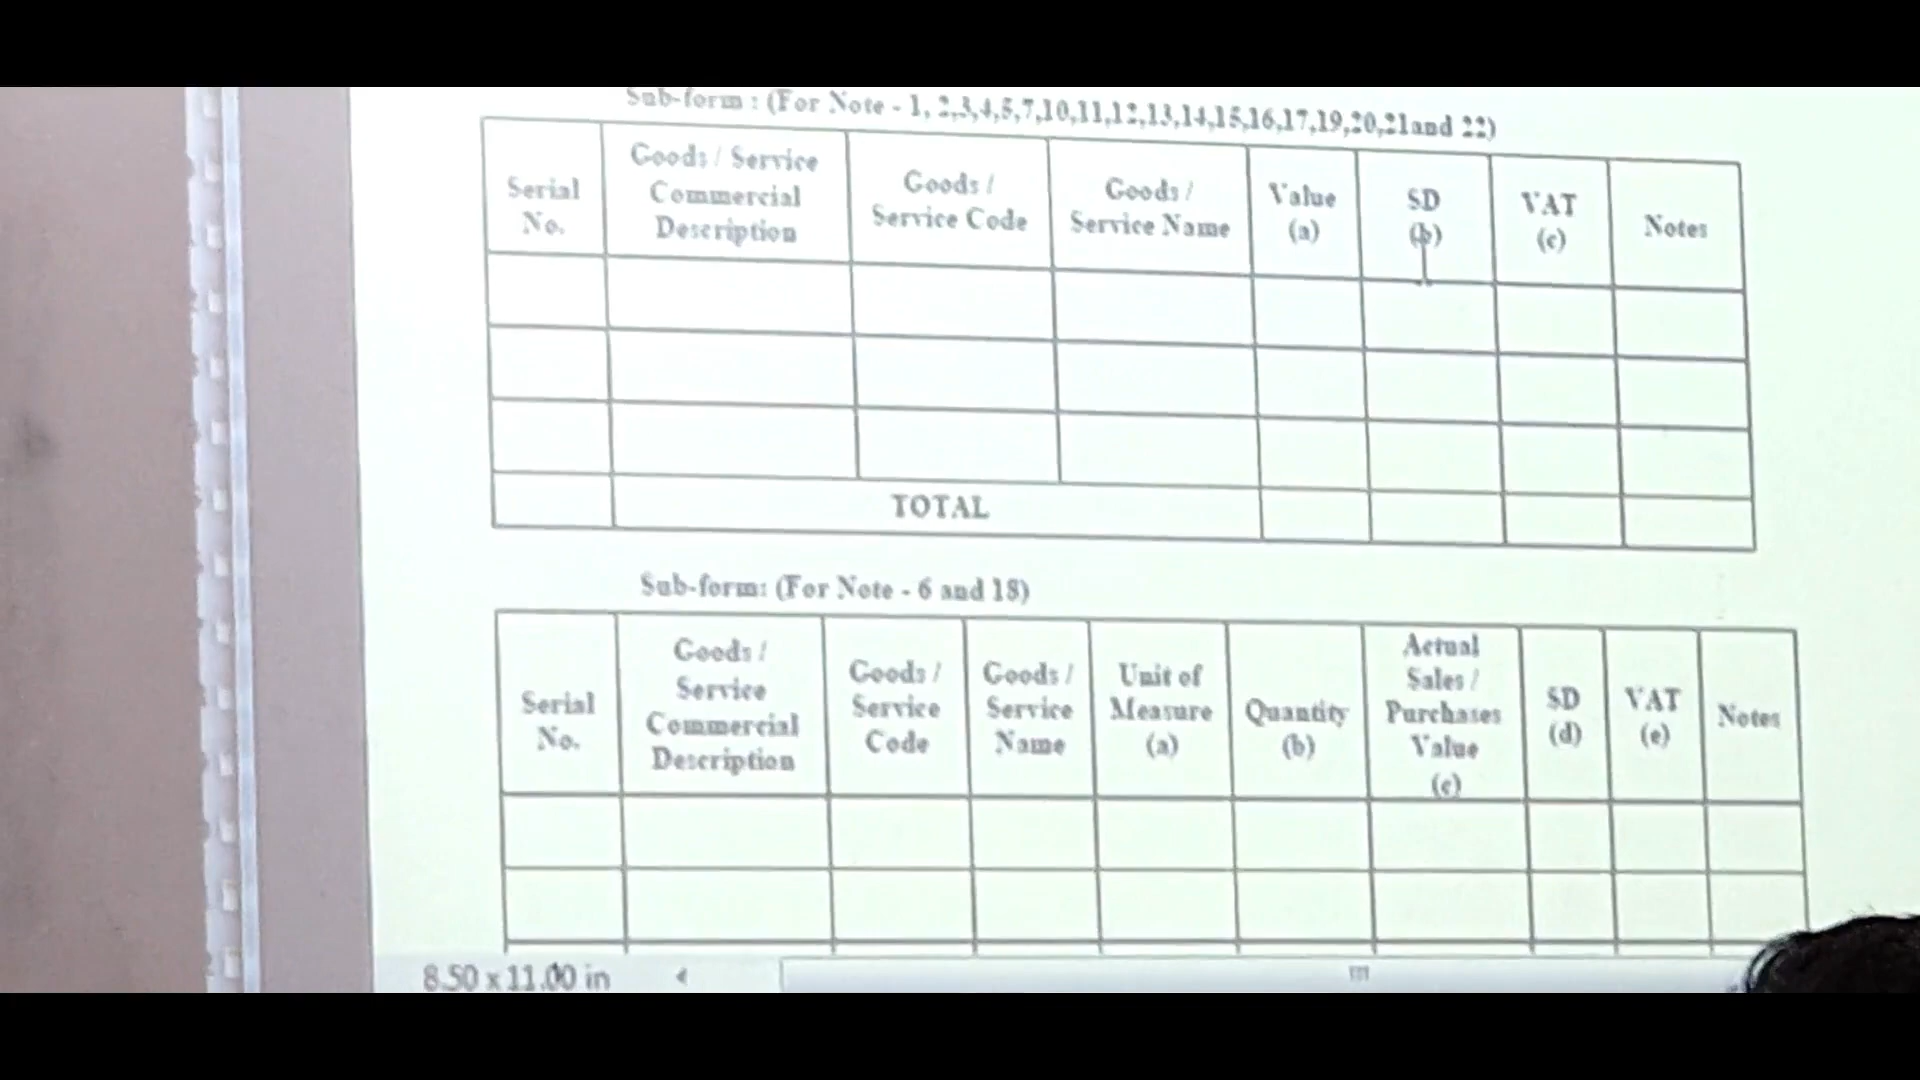 Sub-form : (For Note - 1, 2,3,4,5,7,10,11,12,13,14,15,16,17,19,20,21and 22)
Serial
No.
Goods / Service
Commercial
Description
Goods /
Service Code
Goods /
Service Name
Value
(a)
SD
(b)
VAT
(c)
Notes
TOTAL
Sub-form: (For Note - 6 and 18)
Serial
No.
Goods /
Service
Commercial
Description
Goods /
Service
Code
Goods /
Service
Name
Unit of
Measure
(a)
Quantity
(b)
Actual
Sales /
Purchases
Value
(c)
SD
(d)
VAT
(e)
Notes
8.50 x 11.00 in